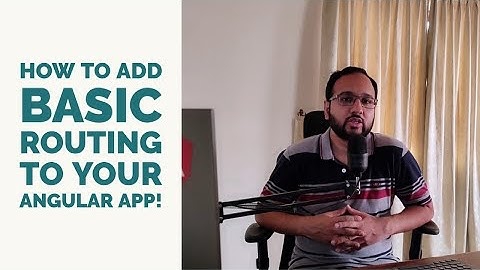 HOW TO ADD
BASIC
ROUTING
TO YOUR
ANGULAR APP!